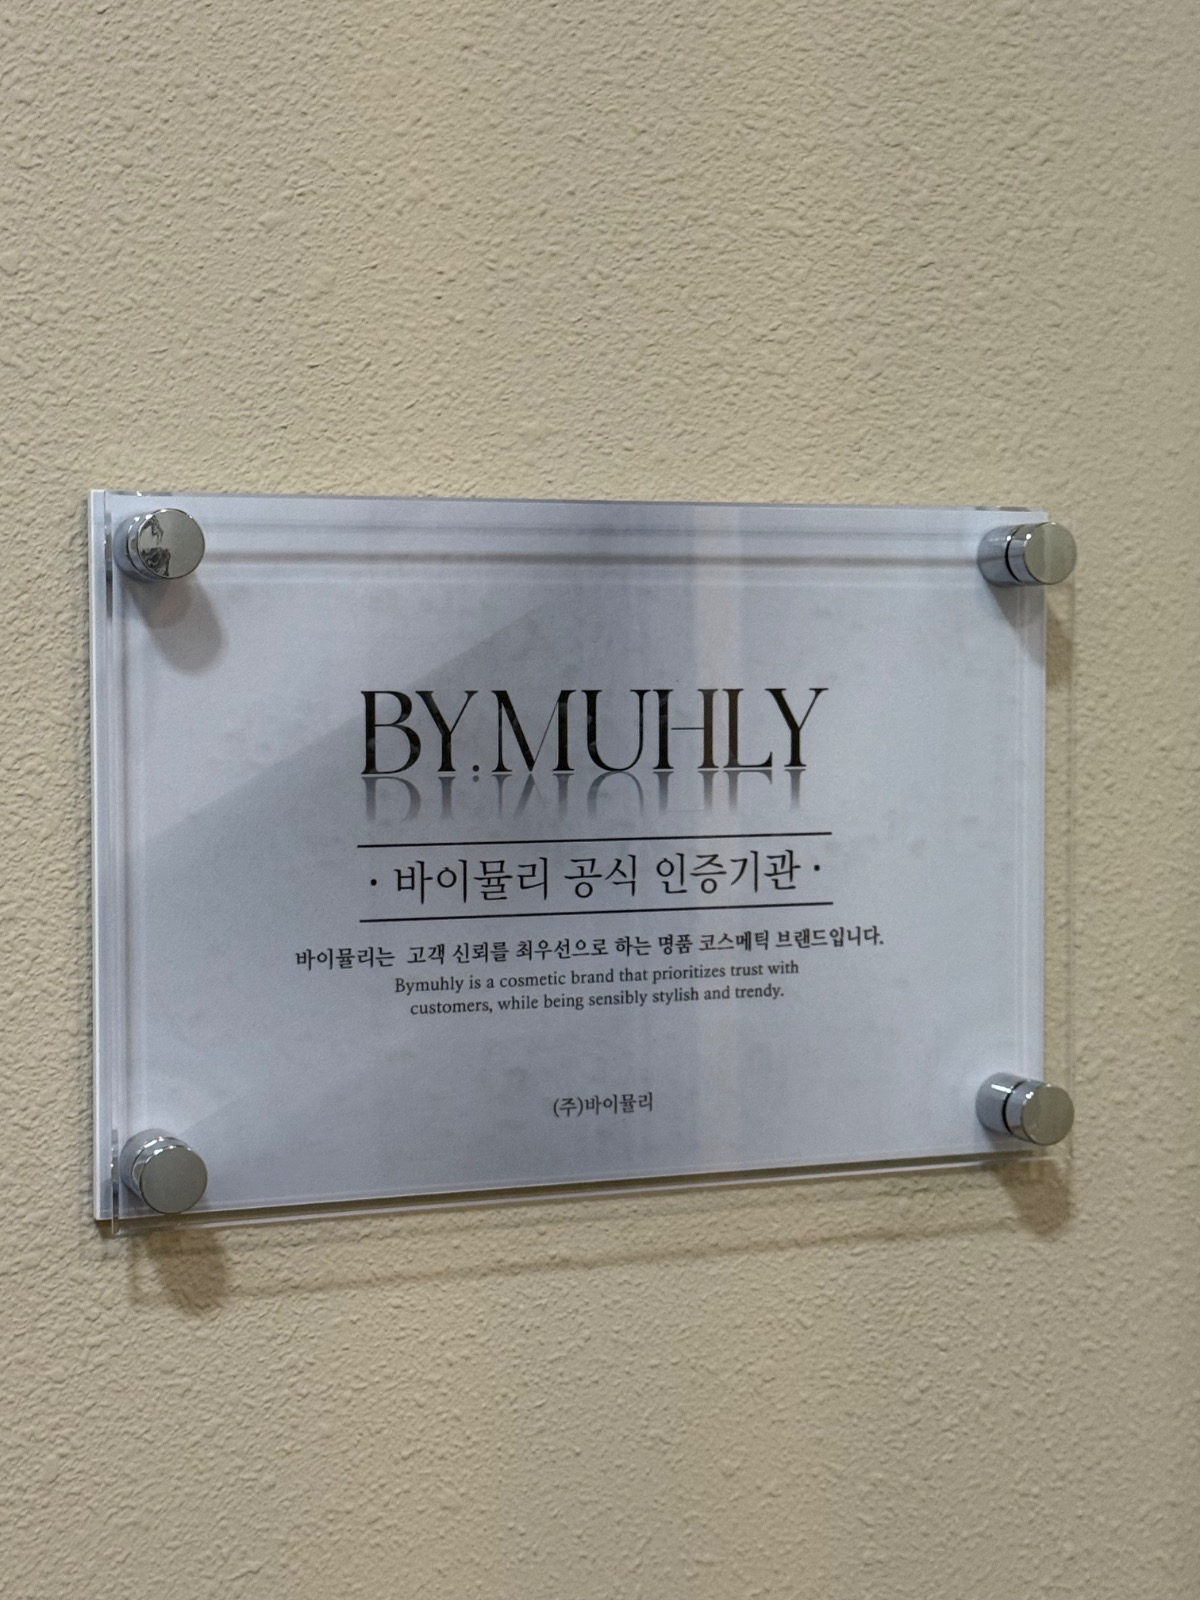 BY.MUHLY
· 바이뮬리 공식 인증기관 ·
바이뮬리는 고객 신뢰를 최우선으로 하는 명품 코스메틱 브랜드입니다.
Bymuhly is a cosmetic brand that prioritizes trust with
customers, while being sensibly stylish and trendy.
(주)바이뮬리